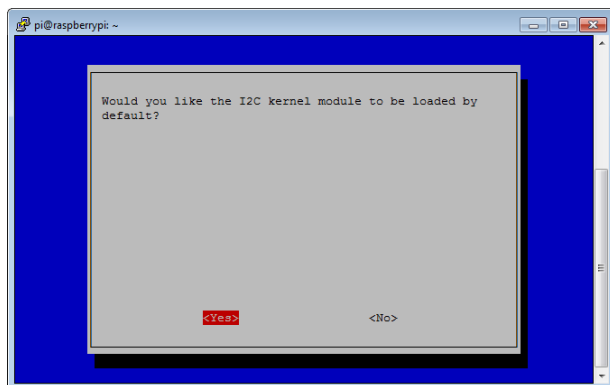 pi@raspberrypi: ~
Would you like the I2C kernel module to be loaded by
default?
<Yes> <No>